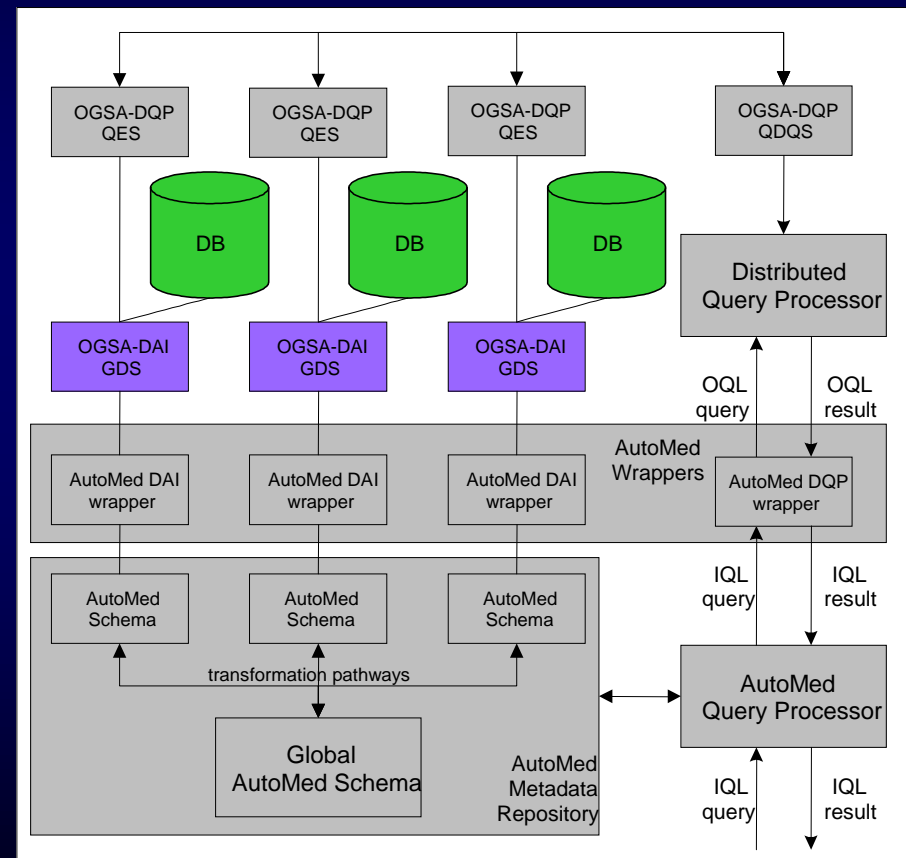 OGSA-DQP
QES
OGSA-DQP
QES
OGSA-DQP
QES
OGSA-DQP
QDQS
DB
DB
DB
Distributed
Query Processor
OGSA-DAI
GDS
OGSA-DAI
GDS
OGSA-DAI
GDS
OQL
query
OQL
result
AutoMed
Wrappers
AutoMed DAI
wrapper
AutoMed DAI
wrapper
AutoMed DAI
wrapper
AutoMed DQP
wrapper
IQL
query
IQL
result
AutoMed
Schema
AutoMed
Schema
AutoMed
Schema
transformation pathways
AutoMed
Query Processor
Global
AutoMed Schema
AutoMed
Metadata
Repository
IQL
query
IQL
result